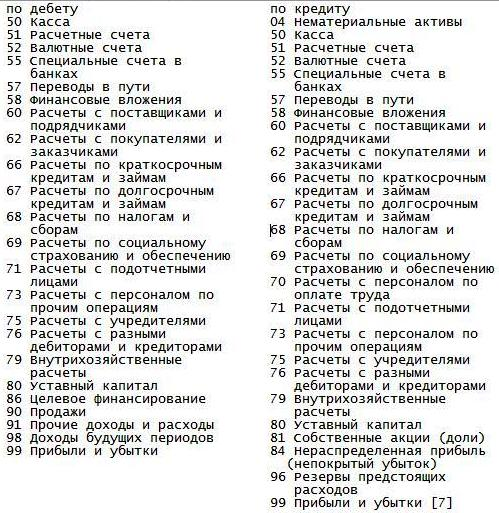 по дебету
50 Касса
51 Расчетные счета
52 Валютные счета
55 Специальные счета в
банках
57 Переводы в пути
58 Финансовые вложения
60 Расчеты с поставщиками и
подрядчиками
62 Расчеты с покупателями и
заказчиками
66 Расчеты по краткосрочным
кредитам и займам
67 Расчеты по долгосрочным
кредитам и займам
68 Расчеты по налогам и
сборам
69 Расчеты по социальному
страхованию и обеспечению
71 Расчеты с подотчетными
лицами
73 Расчеты с персоналом по
прочим операциям
75 Расчеты с учредителями
76 Расчеты с разными
дебиторами и кредиторами
79 Внутрихозяйственные
расчеты
80 Уставный капитал
86 Целевое финансирование
90 Продажи
91 Прочие доходы и расходы
98 Доходы будущих периодов
99 Прибыли и убытки
по кредиту
04 Нематериальные активы
50 Касса
51 Расчетные счета
52 Валютные счета
55 Специальные счета в
банках
57 Переводы в пути
58 Финансовые вложения
60 Расчеты с поставщиками и
подрядчиками
62 Расчеты с покупателями и
заказчиками
66 Расчеты по краткосрочным
кредитам и займам
67 Расчеты по долгосрочным
кредитам и займам
68 Расчеты по налогам и
сборам
69 Расчеты по социальному
страхованию и обеспечению
70 Расчеты с персоналом по
оплате труда
71 Расчеты с подотчетными
лицами
73 Расчеты с персоналом по
прочим операциям
75 Расчеты с учредителями
76 Расчеты с разными
дебиторами и кредиторами
79 Внутрихозяйственные
расчеты
80 Уставный капитал
81 Собственные акции (доли)
84 Нераспределенная прибыль
(непокрытый убыток)
96 Резервы предстоящих
расходов
99 Прибыли и убытки [7]